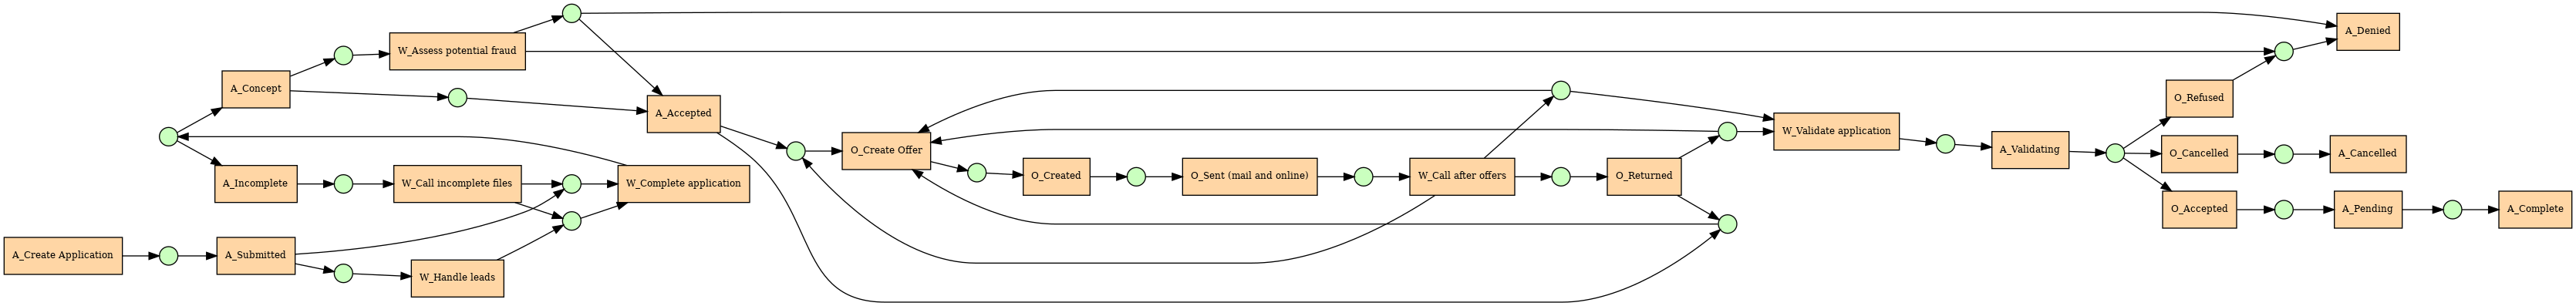 A_Denied
W_Assess potential fraud
A_Concept
O_Refused
A_Accepted
W_Validate application
O_Create Offer
A_Validating
O_Cancelled
A_Cancelled
A_Incomplete
W_Call incomplete files
W_Complete application
O_Created
O_Sent (mail and online)
W_Call after offers
O_Returned
O_Accepted
A_Pending
A_Complete
A_Create Application
A_Submitted
W_Handle leads